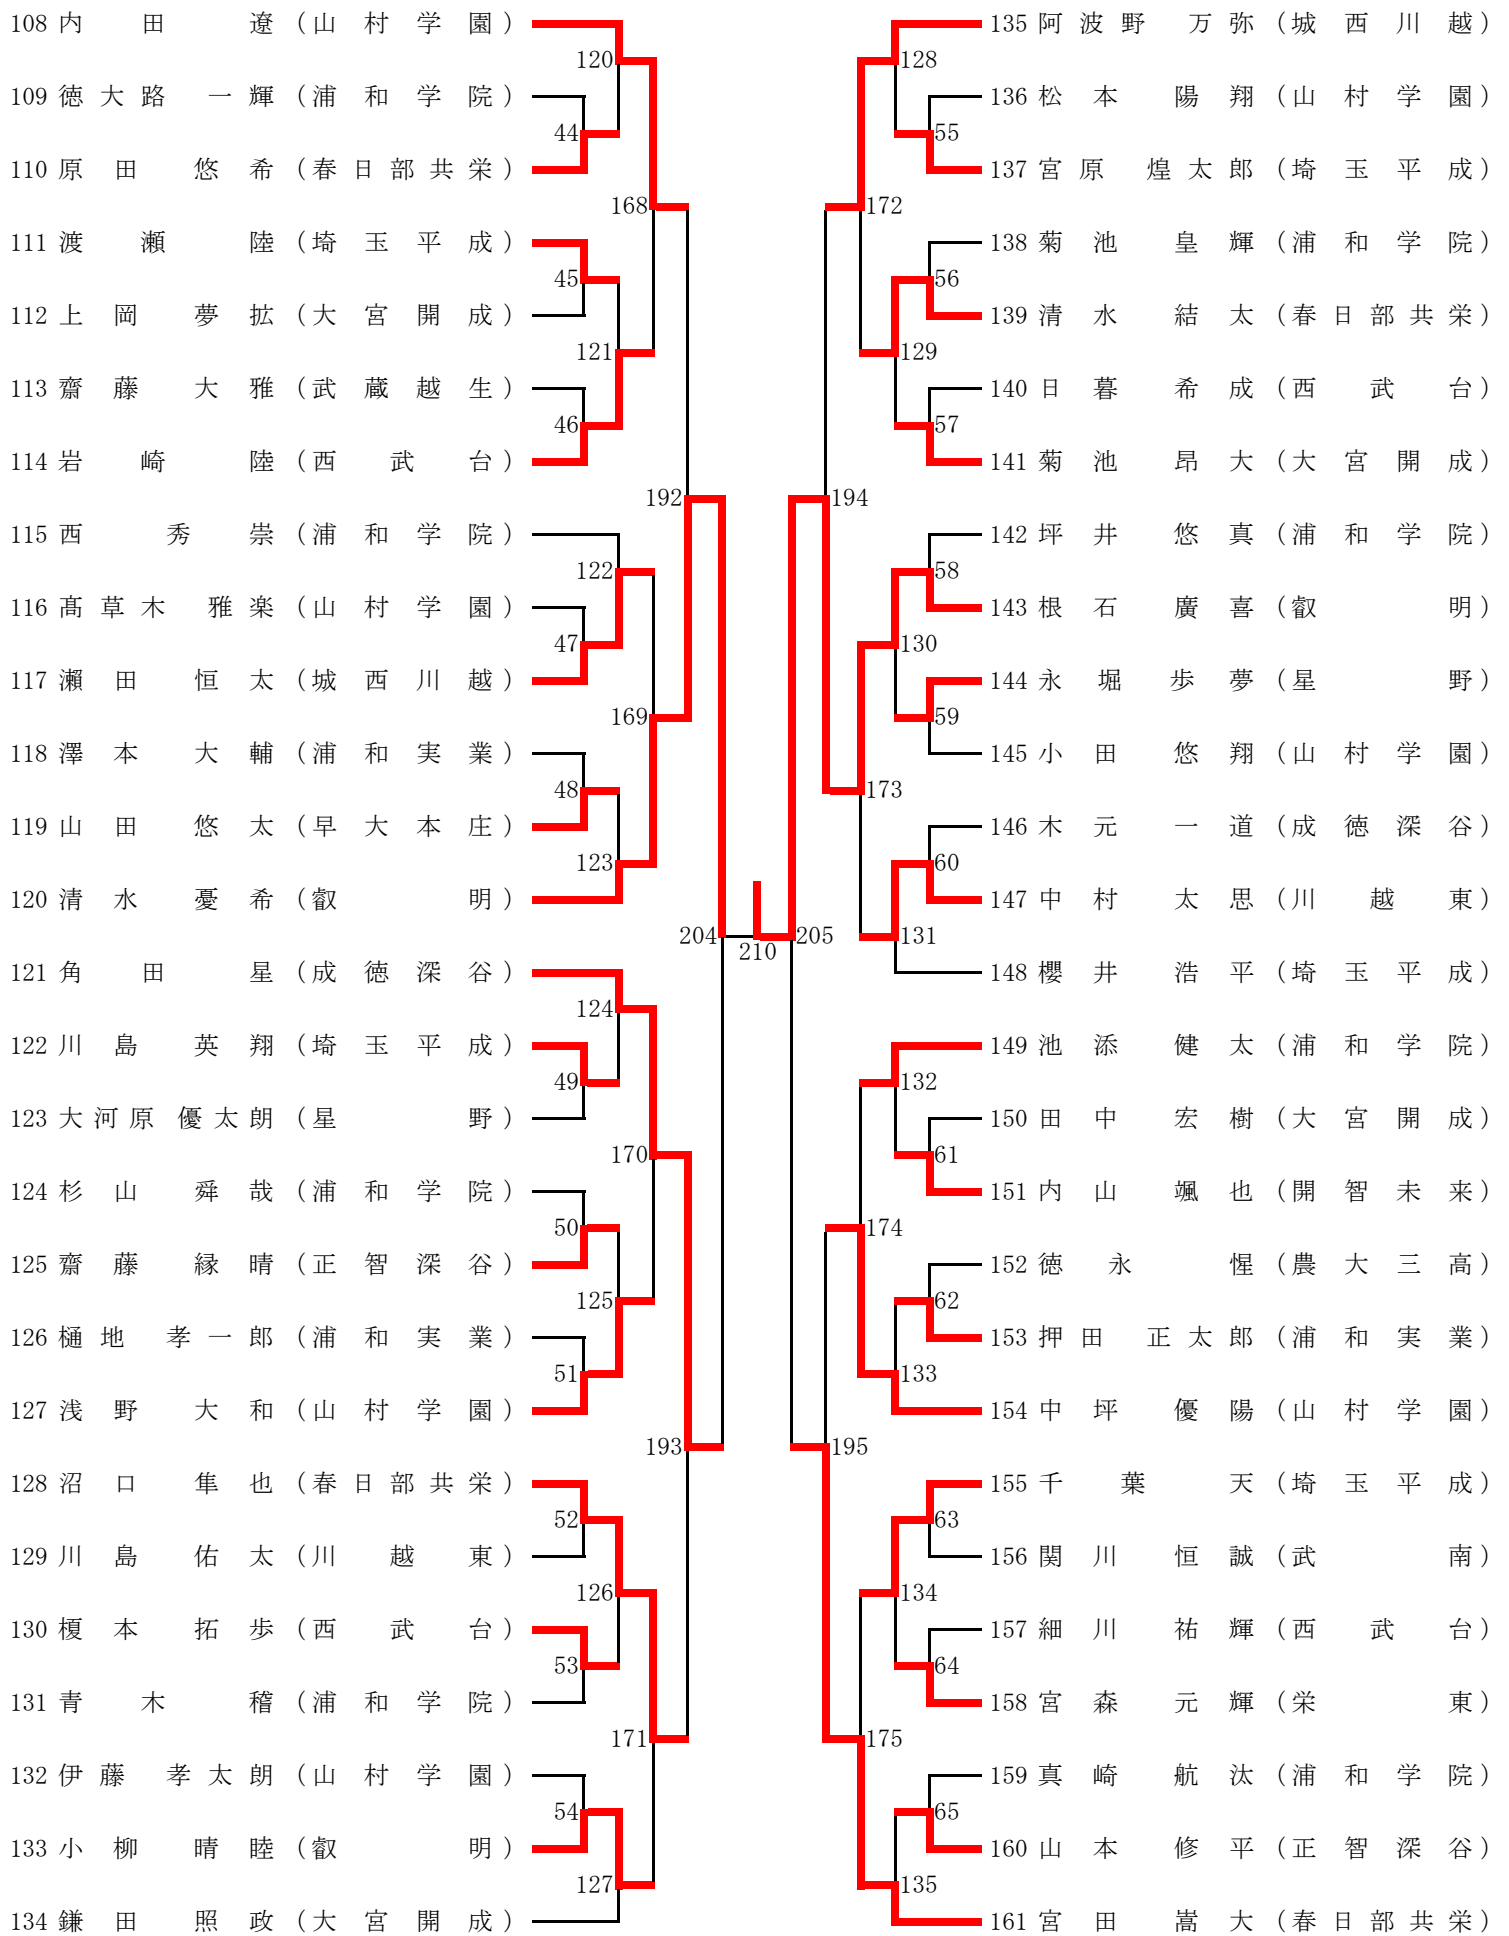 108 内田 遼 (山村学園)
120
109 徳大路 一輝 (浦和学院)
44
110 原田 悠希 (春日部共栄)
168
111 渡瀬 陸 (埼玉平成)
45
112 上岡 夢拡 (大宮開成)
121
113 齋藤 大雅 (武蔵越生)
46
114 岩崎 陸 (西武台)
192
115 西 秀崇 (浦和学院)
122
116 髙草木 雅楽 (山村学園)
47
117 瀬田 恒太 (城西川越)
169
118 澤本 大輔 (浦和実業)
48
119 山田 悠太 (早大本庄)
123
120 清水 憂希 (叡明)
204
210
121 角田 星 (成徳深谷)
124
122 川島 英翔 (埼玉平成)
49
123 大河原 優太朗 (星野)
170
124 杉山 舜哉 (浦和学院)
50
125 齋藤 縁晴 (正智深谷)
125
126 樋地 孝一郎 (浦和実業)
51
127 浅野 大和 (山村学園)
193
128 沼口 隼也 (春日部共栄)
52
129 川島 佑太 (川越東)
126
130 榎本 拓歩 (西武台)
53
131 青木 稽 (浦和学院)
171
132 伊藤 孝太朗 (山村学園)
54
133 小柳 晴睦 (叡明)
127
134 鎌田 照政 (大宮開成)
135 阿波野 万弥 (城西川越)
128
136 松本 陽翔 (山村学園)
55
137 宮原 煌太郎 (埼玉平成)
172
138 菊池 皇輝 (浦和学院)
56
139 清水 結太 (春日部共栄)
129
140 日暮 希成 (西武台)
57
141 菊池 昂大 (大宮開成)
194
142 坪井 悠真 (浦和学院)
58
143 根石 廣喜 (叡明)
130
144 永堀 歩夢 (星野)
59
145 小田 悠翔 (山村学園)
173
146 木元 一道 (成徳深谷)
60
147 中村 太思 (川越東)
205
131
148 櫻井 浩平 (埼玉平成)
149 池添 健太 (浦和学院)
132
150 田中 宏樹 (大宮開成)
61
151 内山 颯也 (開智未来)
174
152 徳永 惺 (農大三高)
62
153 押田 正太郎 (浦和実業)
133
154 中坪 優陽 (山村学園)
195
155 千葉 天 (埼玉平成)
63
156 関川 恒誠 (武南)
134
157 細川 祐輝 (西武台)
64
158 宮森 元輝 (栄東)
175
159 真崎 航汰 (浦和学院)
65
160 山本 修平 (正智深谷)
135
161 宮田 嵩大 (春日部共栄)